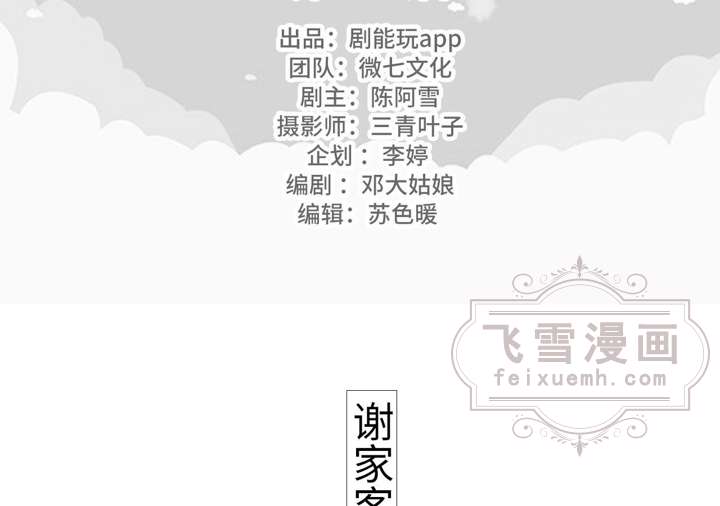 出品：剧能玩app
团队：微七文化
剧主：陈阿雪
摄影师：三青叶子
企划：李婷
编剧：邓大姑娘
编辑：苏色暖
飞雪漫画
feixuemh.com
谢家客